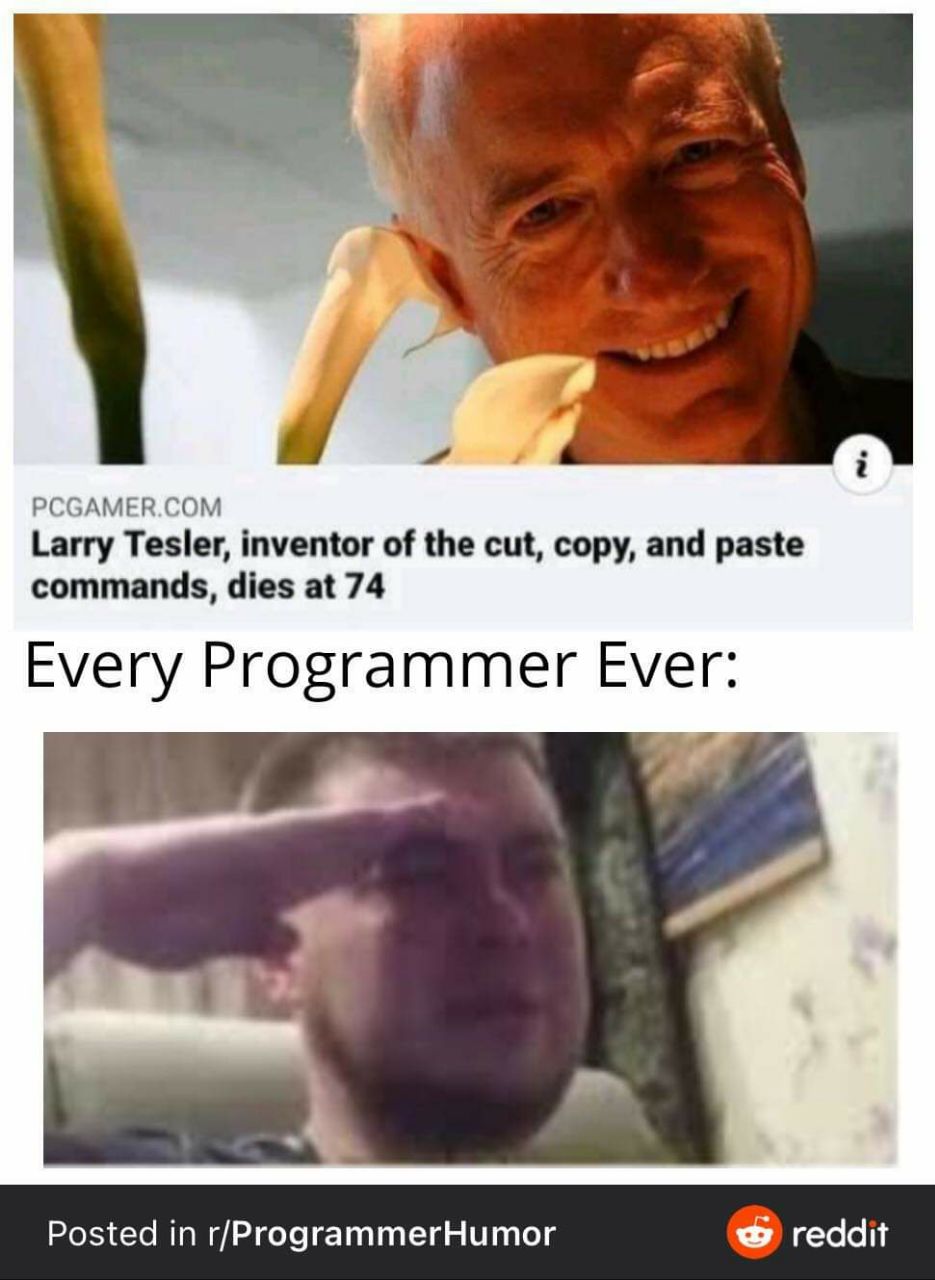 PCGAMER.COM
Larry Tesler, inventor of the cut, copy, and paste
commands, dies at 74
Every Programmer Ever:
Posted in r/ProgrammerHumor
reddit